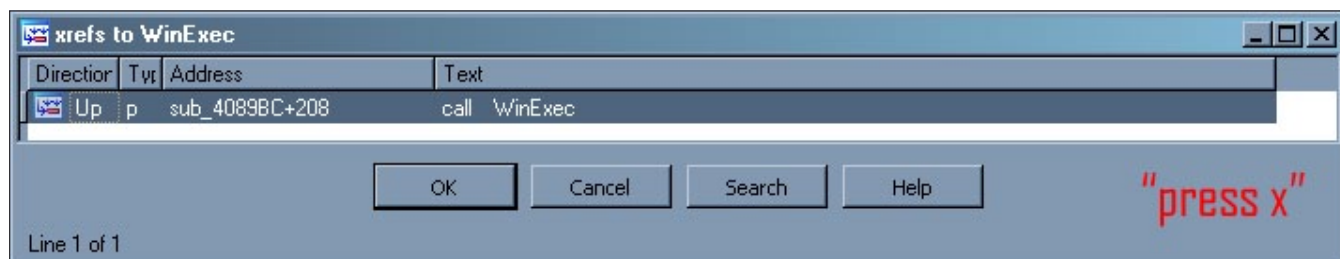 xrefs to WinExec
Direction Typ Address Text
Up p sub_4089BC+208 call WinExec
OK Cancel Search Help
"press x"
Line 1 of 1